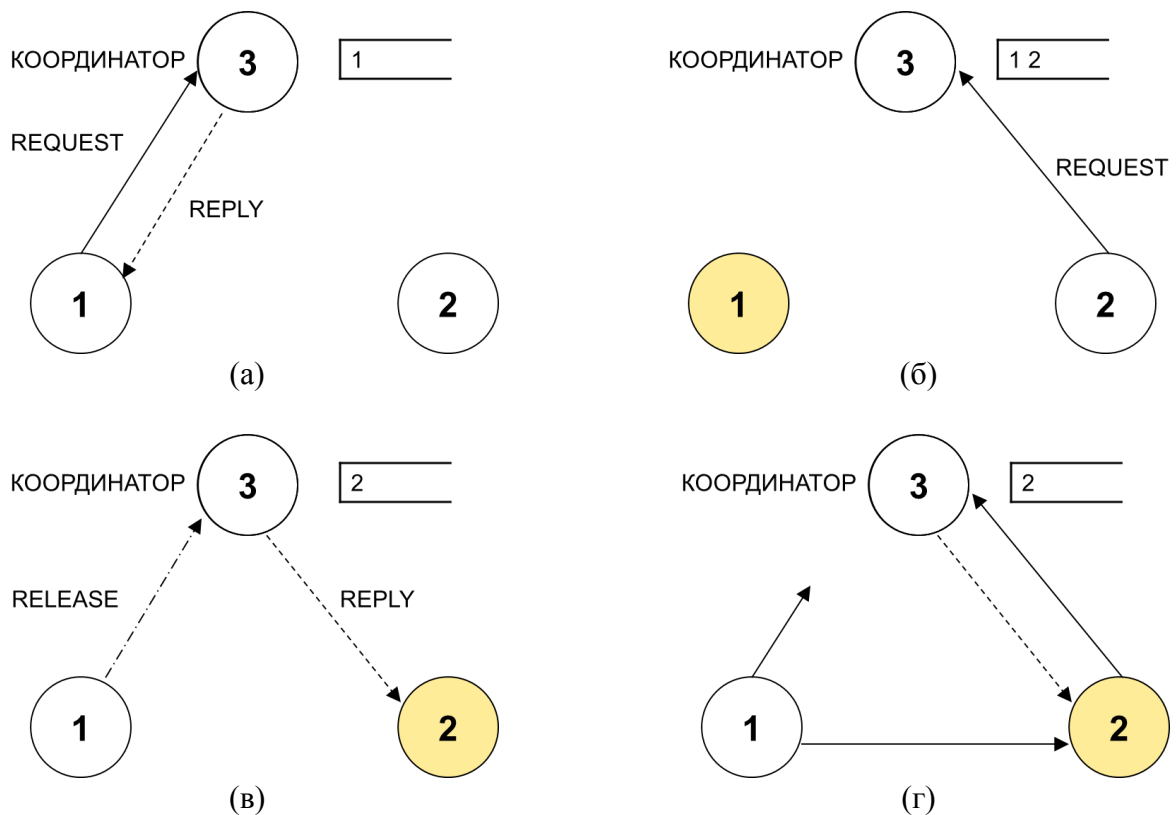 КООРДИНАТОР
3
1
REQUEST
REPLY
1
2
(а)
КООРДИНАТОР
3
1 2
REQUEST
1
2
(б)
КООРДИНАТОР
3
2
RELEASE
REPLY
1
2
(в)
КООРДИНАТОР
3
2
1
2
(г)